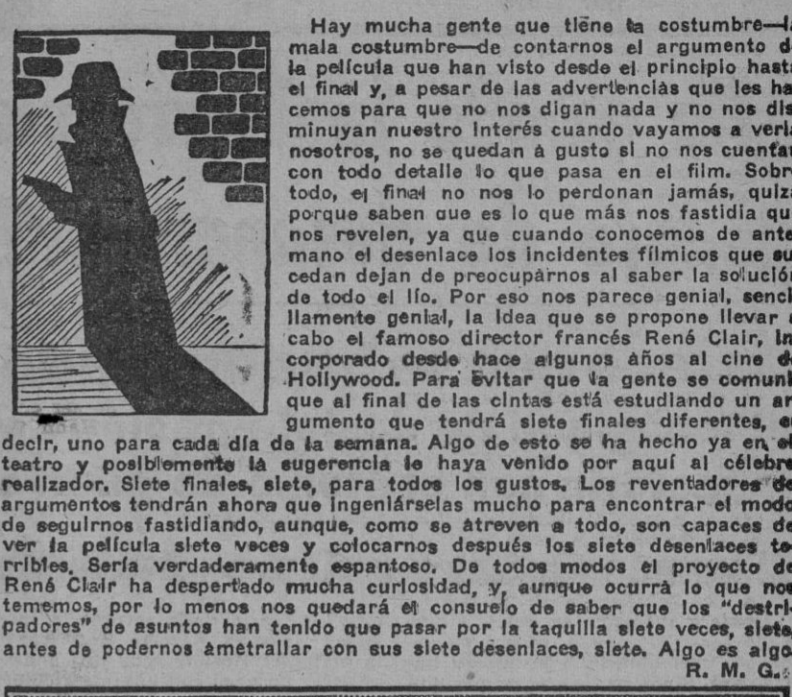 Hay mucha gente que tiene la costumbre—la
mala costumbre—de contarnos el argumento d
la película que han visto desde el principio hast
el final y, a pesar de las advertencias que les ha
cemos para que no nos digan nada y no nos dis
minuyan nuestro interés cuando vayamos a verla
nosotros, no se quedan a gusto si no nos cuentan
con todo detalle lo que pasa en el film. Sobre
todo, el final no nos lo perdonan jamás, quizá
porque saben que es lo que más nos fastidia qu
nos revelen, ya que cuando conocemos de ante
mano el desenlace los incidentes fílmicos que su
cedan dejan de preocuparnos al saber la solución
de todo el lío. Por eso nos parece genial, senci
llamente genial, la idea que se propone llevar a
cabo el famoso director francés René Clair, in
corporado desde hace algunos años al cine de
Hollywood. Para evitar que la gente se comuni
que al final de las cintas está estudiando un ar
gumento que tendrá siete finales diferentes, es
decir, uno para cada día de la semana. Algo de esto se ha hecho ya en el
teatro y posiblemente la sugerencia le haya venido por aquí al célebre
realizador. Siete finales, siete, para todos los gustos. Los reventadores de
argumentos tendrán ahora que ingeniárselas mucho para encontrar el modo
de seguirnos fastidiando, aunque, como se atreven a todo, son capaces de
ver la película siete veces y colocarnos después los siete desenlaces te-
rribles. Sería verdaderamente espantoso. De todos modos el proyecto de
René Clair ha despertado mucha curiosidad, y, aunque ocurra lo que nos
tememos, por lo menos nos quedará el consuelo de saber que los "destri-
padores" de asuntos han tenido que pasar por la taquilla siete veces, siete,
antes de podernos ametrallar con sus siete desenlaces, siete. Algo es algo.
R. M. G.